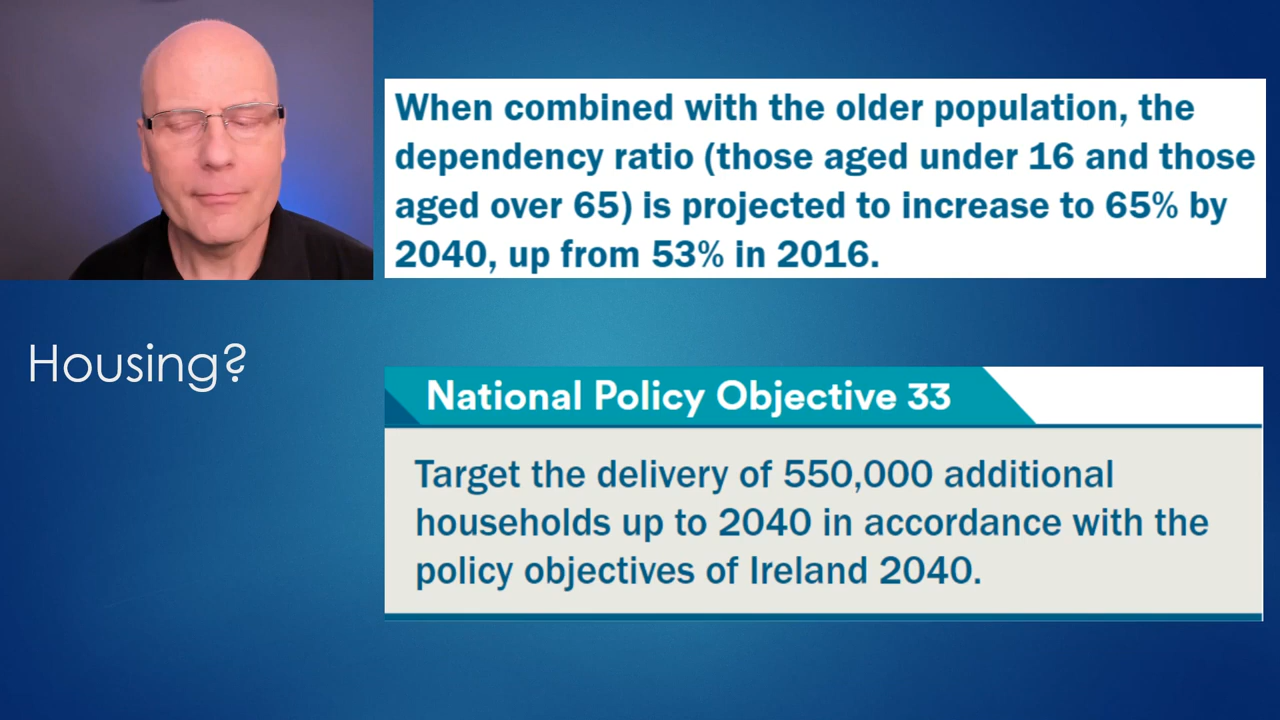 When combined with the older population, the
dependency ratio (those aged under 16 and those
aged over 65) is projected to increase to 65% by
2040, up from 53% in 2016.
Housing?
National Policy Objective 33
Target the delivery of 550,000 additional
households up to 2040 in accordance with the
policy objectives of Ireland 2040.